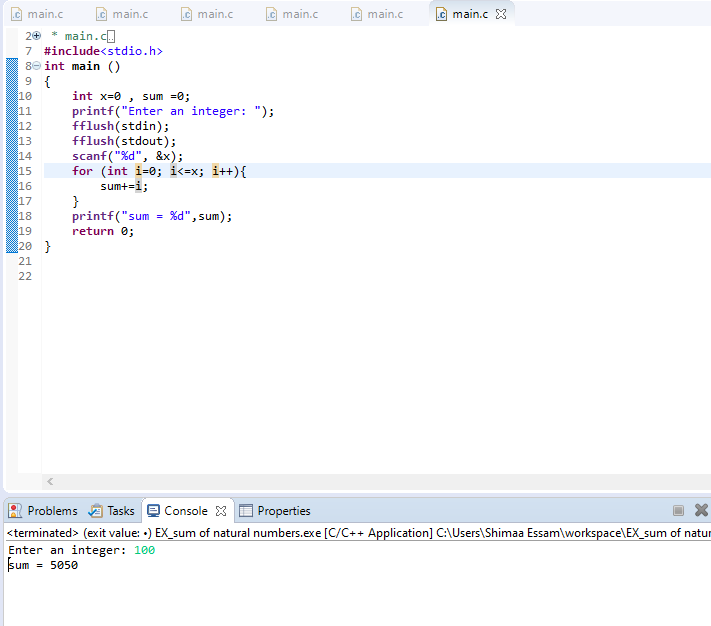 main.c main.c main.c main.c main.c main.c
2 * main.c
7 #include<stdio.h>
8 int main ()
9 {
10 int x=0 , sum =0;
11 printf("Enter an integer: ");
12 fflush(stdin);
13 fflush(stdout);
14 scanf("%d", &x);
15 for (int i=0; i<=x; i++){
16 sum+=i;
17 }
18 printf("sum = %d",sum);
19 return 0;
20 }
21
22
Problems Tasks Console Properties
<terminated> (exit value: •) EX_sum of natural numbers.exe [C/C++ Application] C:\Users\Shimaa Essam\workspace\EX_sum of natur
Enter an integer: 100
sum = 5050